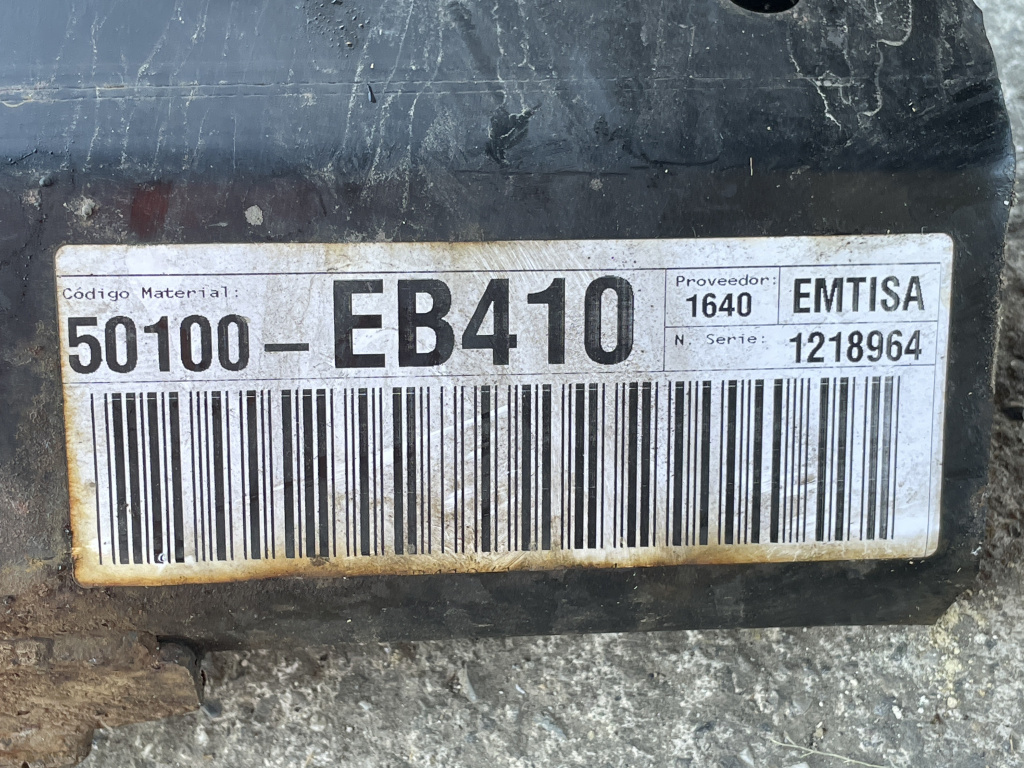 Código Material:
50100-EB410
Proveedor:
1640
EMTISA
N. Serie:
1218964